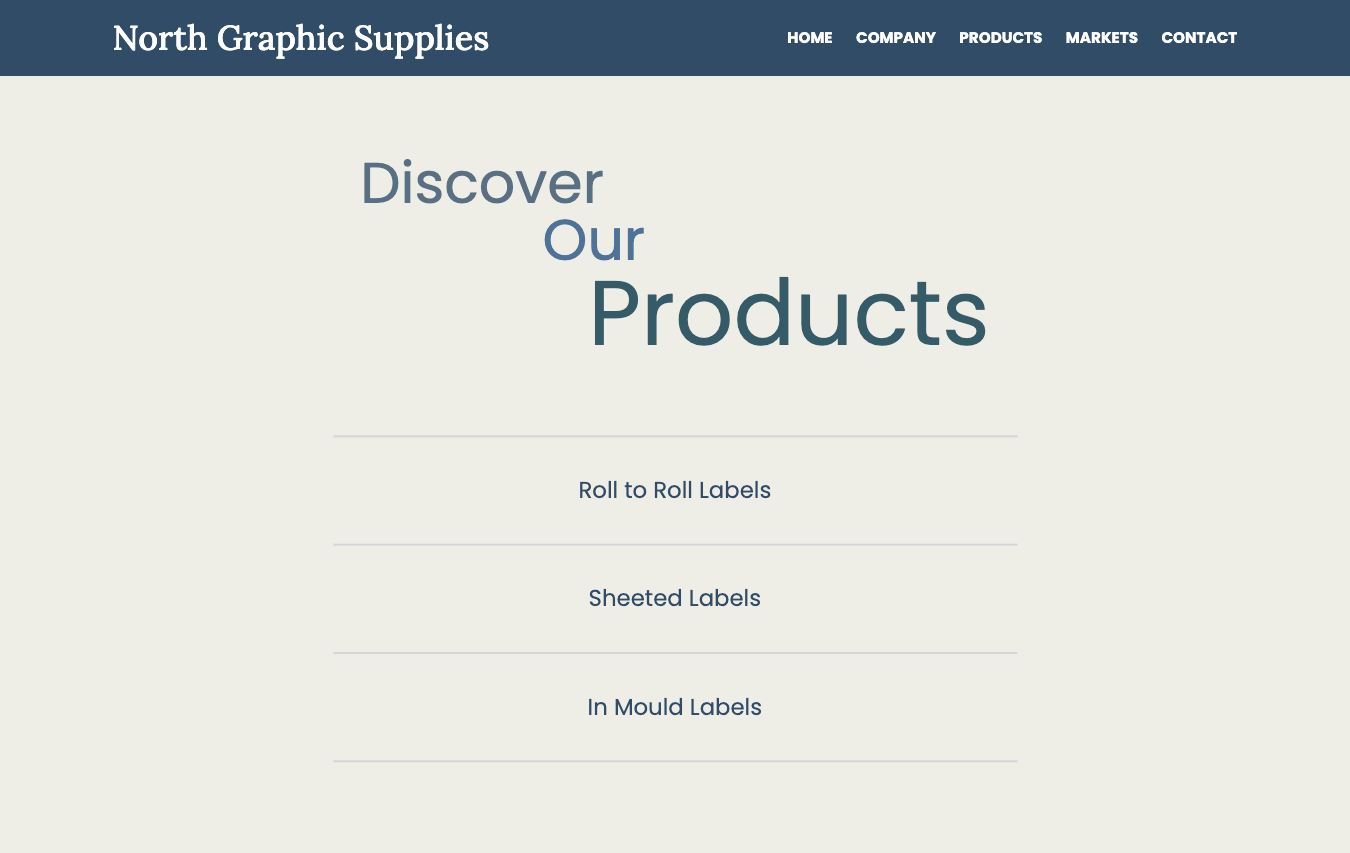 North Graphic Supplies
HOME COMPANY PRODUCTS MARKETS CONTACT
Discover
Our
Products
Roll to Roll Labels
Sheeted Labels
In Mould Labels